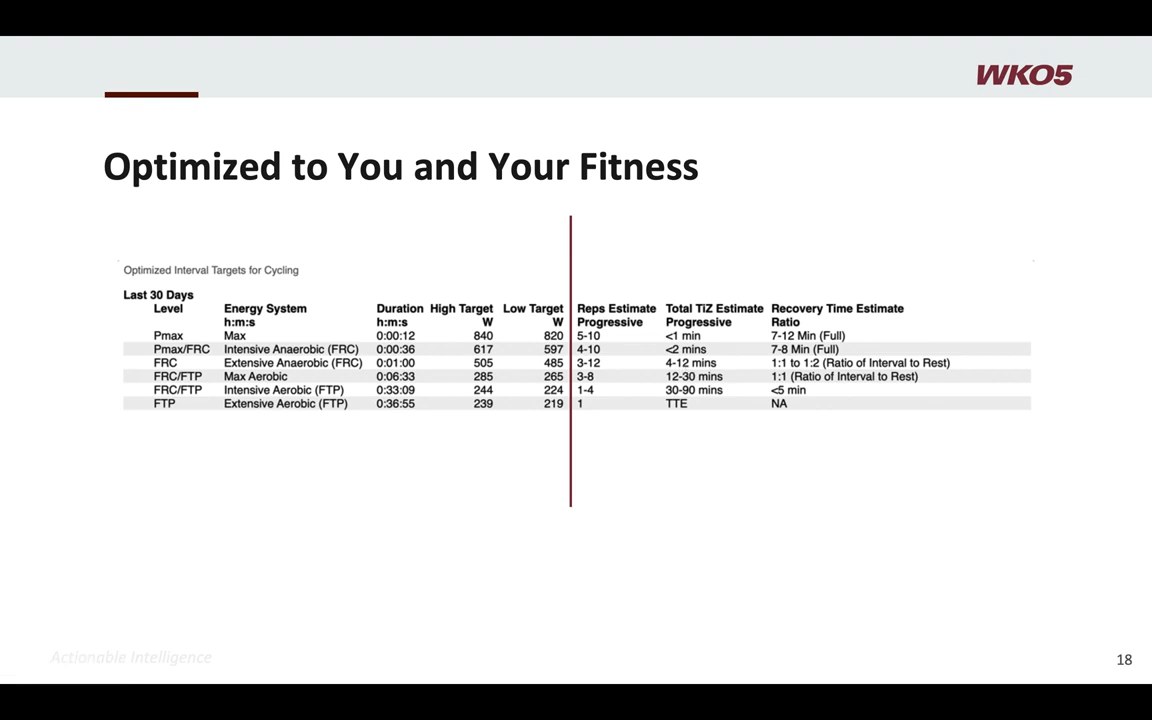 WKO5
Optimized to You and Your Fitness
Optimized Interval Targets for Cycling
Last 30 Days
Level Energy System Duration High Target Low Target Reps Estimate Total TiZ Estimate Recovery Time Estimate
h:m:s h:m:s W W Progressive Progressive Ratio
Pmax Max 0:00:12 840 820 5-10 <1 min 7-12 Min (Full)
Pmax/FRC Intensive Anaerobic (FRC) 0:00:36 617 597 4-10 <2 mins 7-8 Min (Full)
FRC Extensive Anaerobic (FRC) 0:01:00 505 485 3-12 4-12 mins 1:1 to 1:2 (Ratio of Interval to Rest)
FRC/FTP Max Aerobic 0:06:33 285 265 3-8 12-30 mins 1:1 (Ratio of Interval to Rest)
FRC/FTP Intensive Aerobic (FTP) 0:33:09 244 224 1-4 30-90 mins <5 min
FTP Extensive Aerobic (FTP) 0:36:55 239 219 1 TTE NA
Actionable Intelligence
18